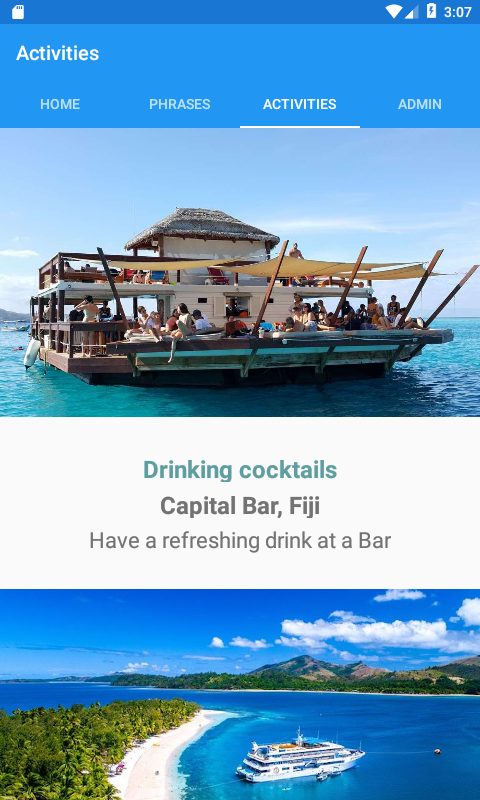 3:07
Activities
HOME PHRASES ACTIVITIES ADMIN
Drinking cocktails
Capital Bar, Fiji
Have a refreshing drink at a Bar